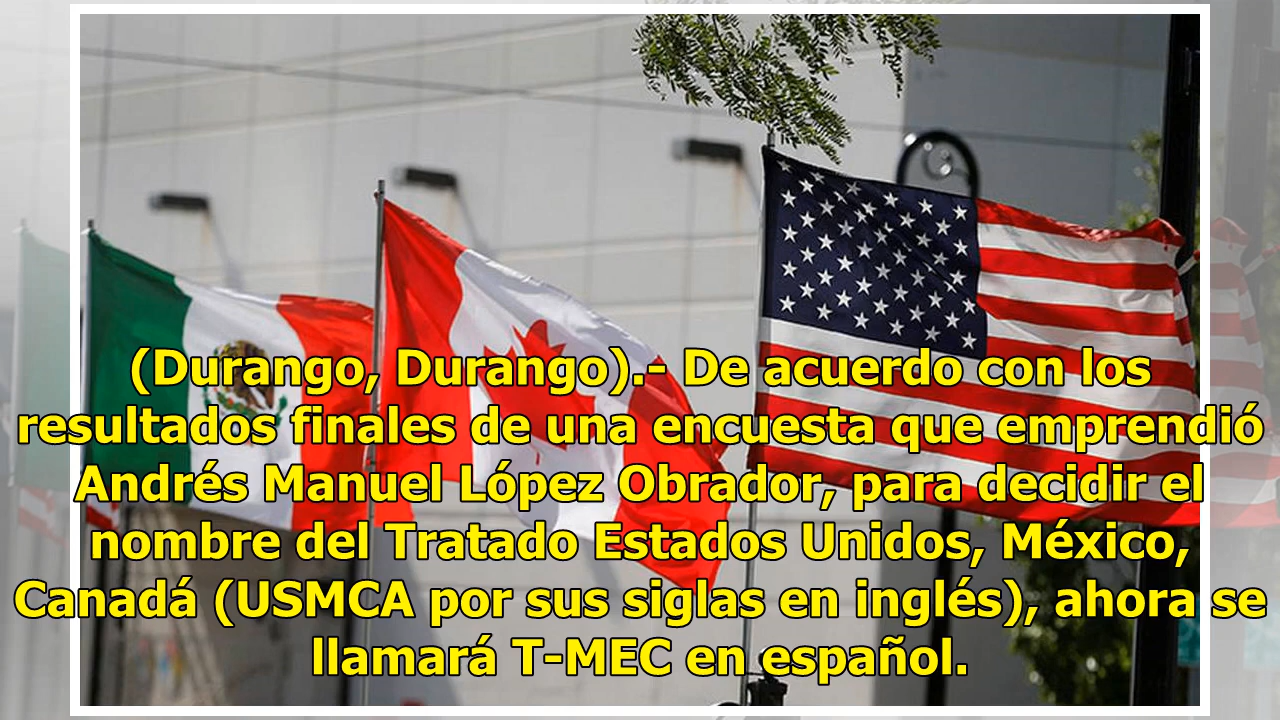 (Durango, Durango).- De acuerdo con los
resultados finales de una encuesta que emprendió
Andrés Manuel López Obrador, para decidir el
nombre del Tratado Estados Unidos, México,
Canadá (USMCA por sus siglas en inglés), ahora se
llamará T-MEC en español.